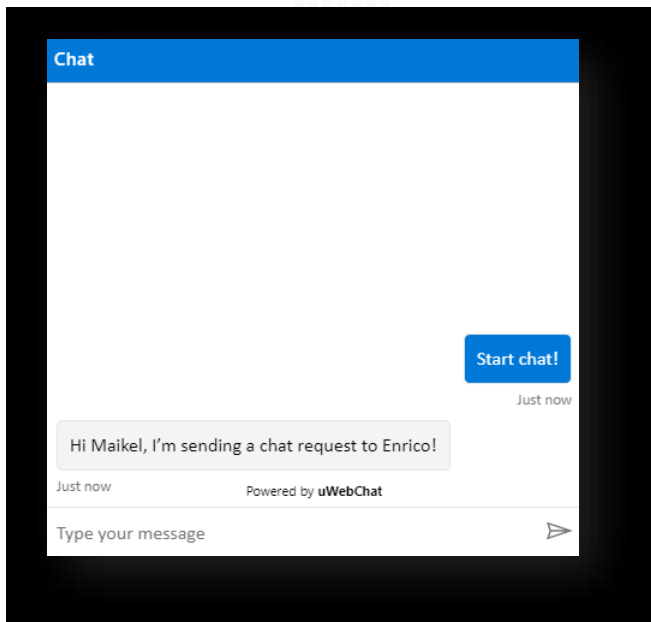 Chat
Start chat!
Just now
Hi Maikel, I'm sending a chat request to Enrico!
Just now
Powered by uWebChat
Type your message